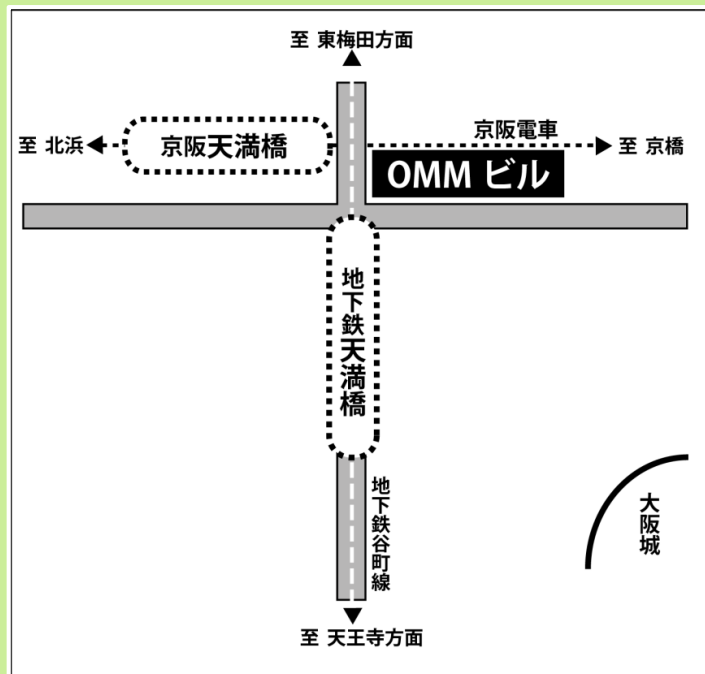 至 東梅田方面
京阪電車
至 北浜
京阪天満橋
至 京橋
OMM ビル
地下鉄天満橋
地下鉄谷町線
大阪城
至 天王寺方面